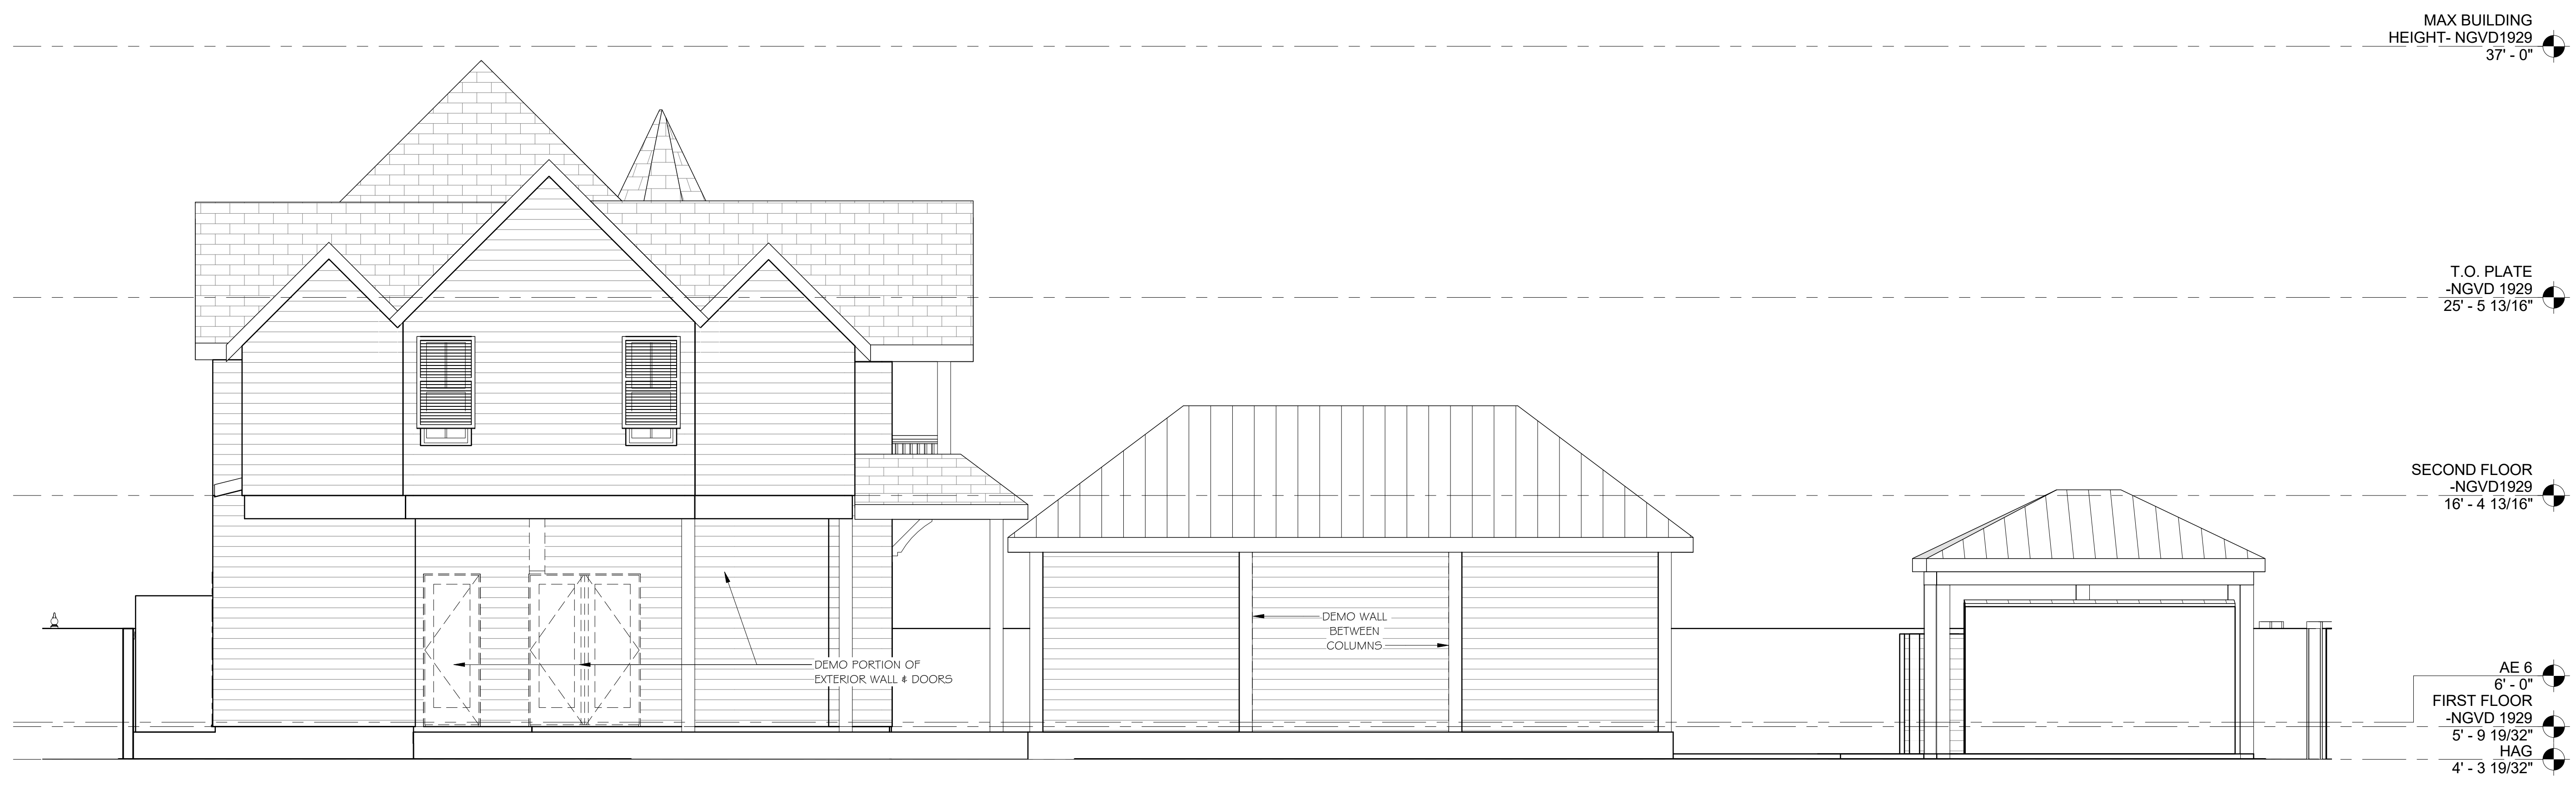 MAX BUILDING
HEIGHT- NGVD1929
37' - 0"
T.O. PLATE
-NGVD 1929
25' - 5 13/16"
SECOND FLOOR
-NGVD1929
16' - 4 13/16"
DEMO WALL
BETWEEN
COLUMNS
DEMO PORTION OF
EXTERIOR WALL & DOORS
AE 6
6' - 0"
FIRST FLOOR
-NGVD 1929
5' - 9 19/32"
HAG
4' - 3 19/32"